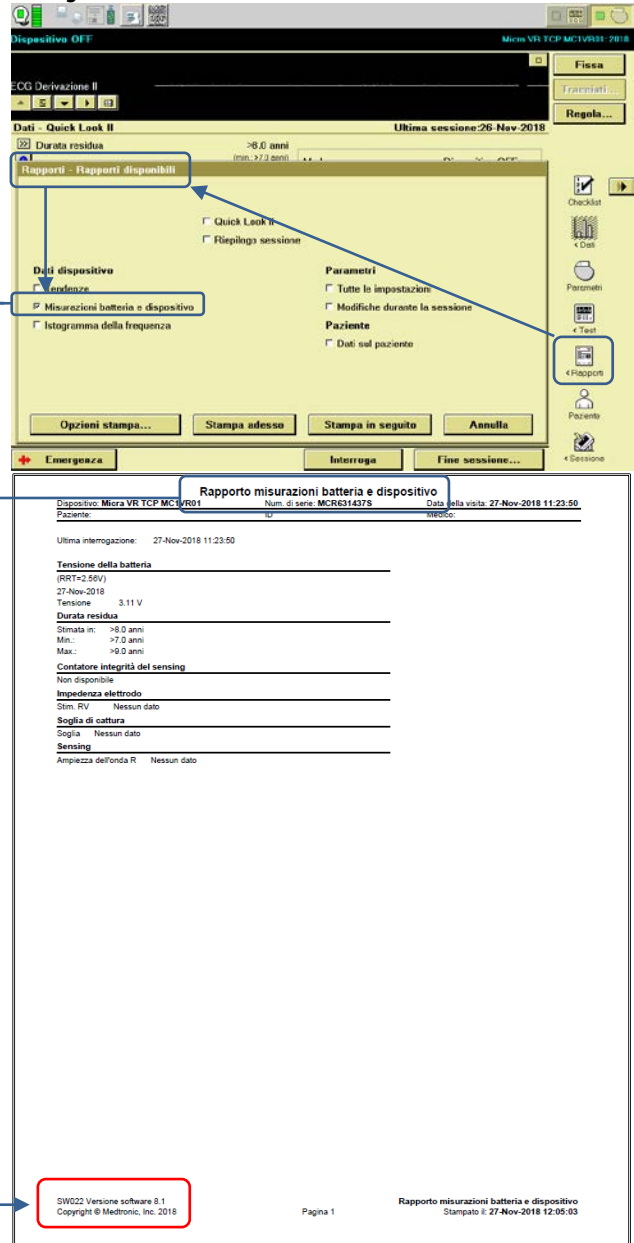 Dispositivo OFF
Micra VR TCP MC1VR01: 2018
Fissa
ECG Derivazione II
Tracciati...
Regola...
Dati - Quick Look II
Ultima sessione:26-Nov-2018
Durata residua
>8.0 anni
(min.:>7.0 anni)
Rapporti - Rapporti disponibili
Checklist
Quick Look II
Riepilogo sessione
< Dati
Dati dispositivo
Parametri
Tendenze
Tutte le impostazioni
Parametri
Misurazioni batteria e dispositivo
Modifiche durante la sessione
Istogramma della frequenza
Paziente
< Test
Dati sul paziente
< Rapporti
Opzioni stampa...
Stampa adesso
Stampa in seguito
Annulla
Paziente
Emergenza
Interroga
Fine sessione...
< Sessione
Rapporto misurazioni batteria e dispositivo
Dispositivo: Micra VR TCP MC1VR01
Num. di serie: MCR631437S
Data della visita: 27-Nov-2018 11:23:50
Paziente:
ID
Medico:
Ultima interrogazione: 27-Nov-2018 11:23:50
Tensione della batteria
(RRT=2.56V)
27-Nov-2018
Tensione 3.11 V
Durata residua
Stimata in: >8.0 anni
Min.: >7.0 anni
Max.: >9.0 anni
Contatore integrità del sensing
Non disponibile
Impedenza elettrodo
Stim. RV Nessun dato
Soglia di cattura
Soglia Nessun dato
Sensing
Ampiezza dell'onda R Nessun dato
SW022 Versione software 8.1
Rapporto misurazioni batteria e dispositivo
Copyright © Medtronic, Inc. 2018
Pagina 1
Stampato il: 27-Nov-2018 12:05:03